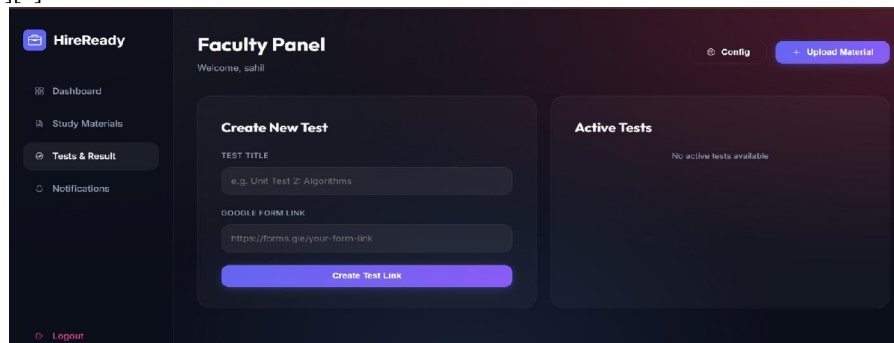 HireReady
Dashboard
Study Materials
Tests & Result
Notifications
Logout
Faculty Panel
Welcome, sahil
Config
+ Upload Material
Create New Test
TEST TITLE
e.g. Unit Test 2: Algorithms
GOOGLE FORM LINK
https://forms.gle/your-form-link
Create Test Link
Active Tests
No active tests available